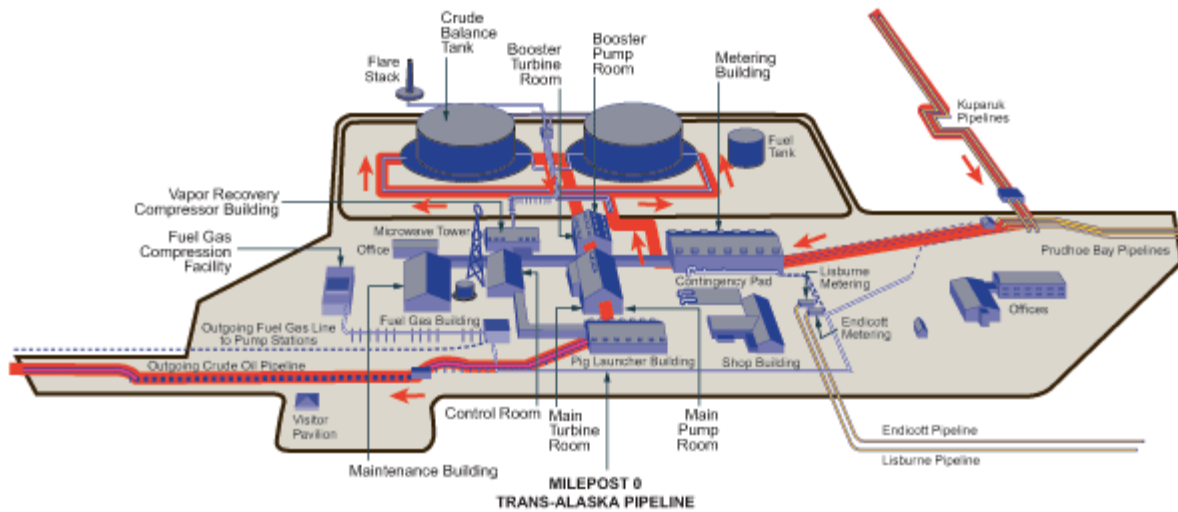 Crude
Balance
Tank
Flare
Stack
Booster
Turbine
Room
Booster
Pump
Room
Metering
Building
Kuparuk
Pipelines
Fuel
Tank
Vapor Recovery
Compressor Building
Fuel Gas
Compression
Facility
Microwave Tower
Office
Prudhoe Bay Pipelines
Lisburne
Metering
Contingency Pad
Endicott
Metering
Offices
Fuel Gas Building
Outgoing Fuel Gas Line
to Pump Stations
Outgoing Crude Oil Pipeline
Pig Launcher Building
Shop Building
Visitor
Pavilion
Control Room
Main
Turbine
Room
Main
Pump
Room
Endicott Pipeline
Lisburne Pipeline
Maintenance Building
MILEPOST 0
TRANS-ALASKA PIPELINE